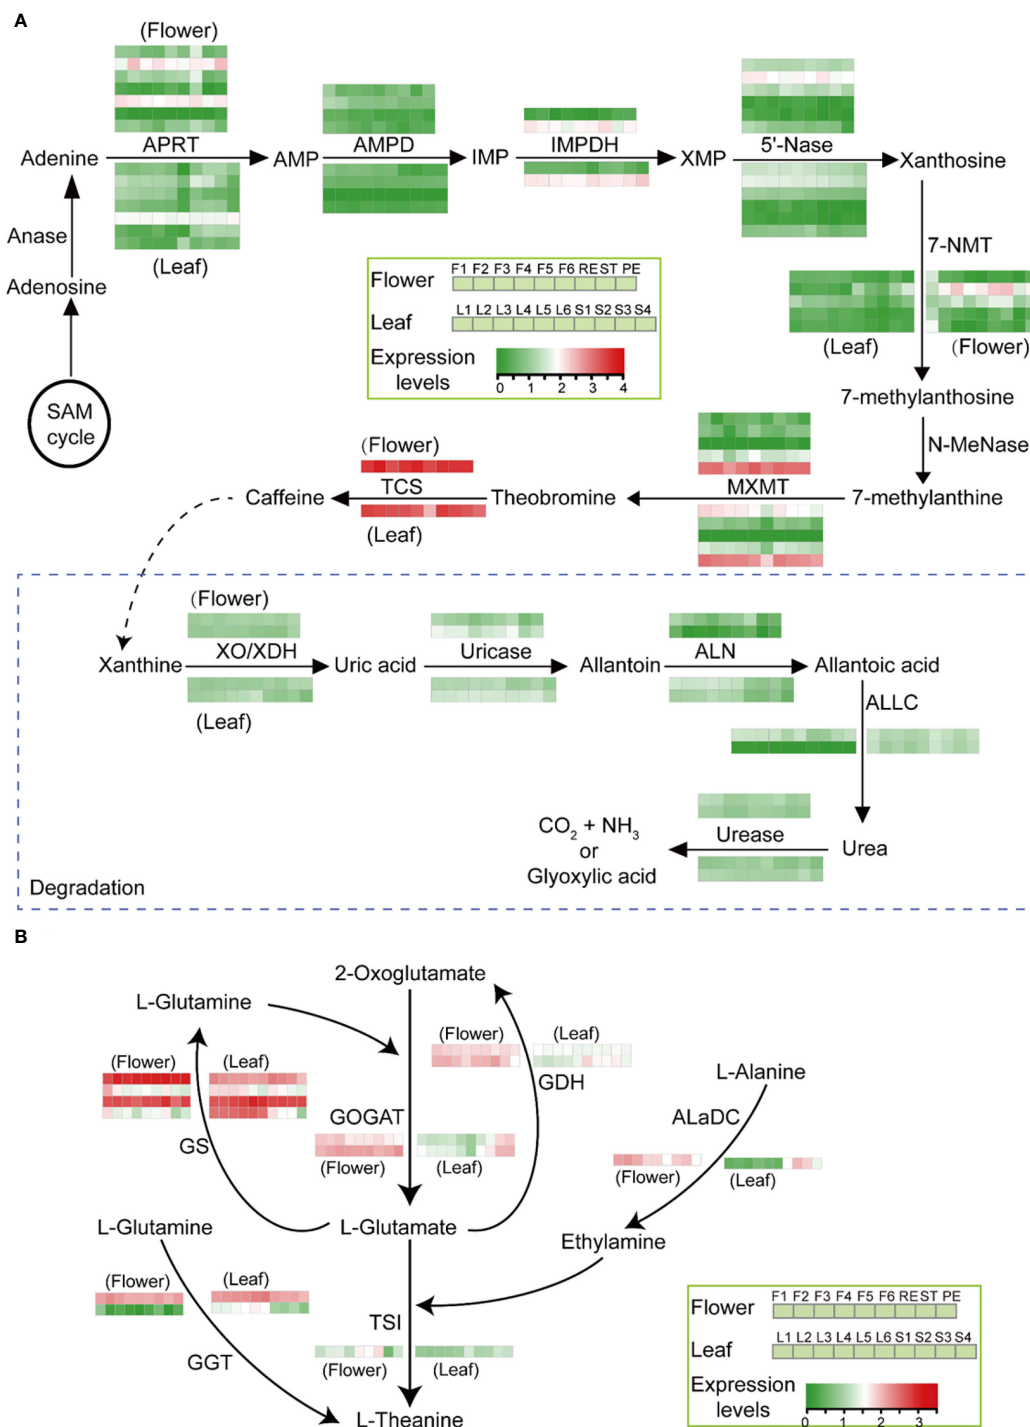 A
(Flower)
APRT
AMPD
IMPDH
5'-Nase
Adenine
AMP
IMP
XMP
Xanthosine
(Leaf)
Anase
Adenosine
SAM
cycle
7-NMT
(Leaf)
(Flower)
F1 F2 F3 F4 F5 F6 RE ST PE
Flower
L1 L2 L3 L4 L5 L6 S1 S2 S3 S4
Leaf
Expression
levels
0 1 2 3 4
7-methylanthosine
N-MeNase
7-methylanthine
MXMT
Theobromine
(Flower)
TCS
(Leaf)
Caffeine
(Flower)
Xanthine
XO/XDH
(Leaf)
Uric acid
Uricase
Allantoin
ALN
Allantoic acid
ALLC
Urea
Urease
CO2 + NH3
or
Glyoxylic acid
Degradation
B
2-Oxoglutamate
L-Glutamine
(Flower) (Leaf)
GDH
(Flower) (Leaf)
GS
GOGAT
(Flower) (Leaf)
L-Alanine
ALaDC
(Flower) (Leaf)
L-Glutamine
L-Glutamate
Ethylamine
(Flower) (Leaf)
GGT
TSI
(Flower) (Leaf)
L-Theanine
F1 F2 F3 F4 F5 F6 RE ST PE
Flower
L1 L2 L3 L4 L5 L6 S1 S2 S3 S4
Leaf
Expression
levels
0 1 2 3